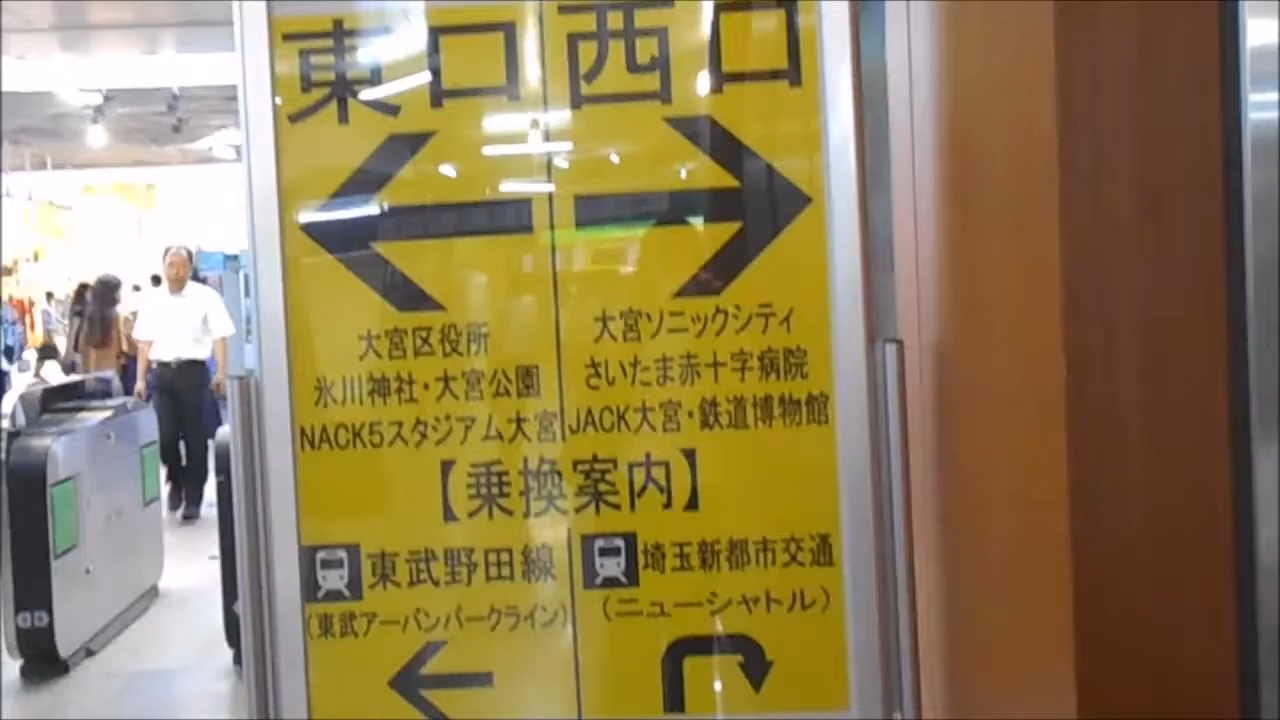 東口 西口
大宮区役所
氷川神社・大宮公園
NACK5スタジアム大宮
大宮ソニックシティ
さいたま赤十字病院
JACK大宮・鉄道博物館
【乗換案内】
東武野田線
(東武アーバンパークライン)
埼玉新都市交通
(ニューシャトル)